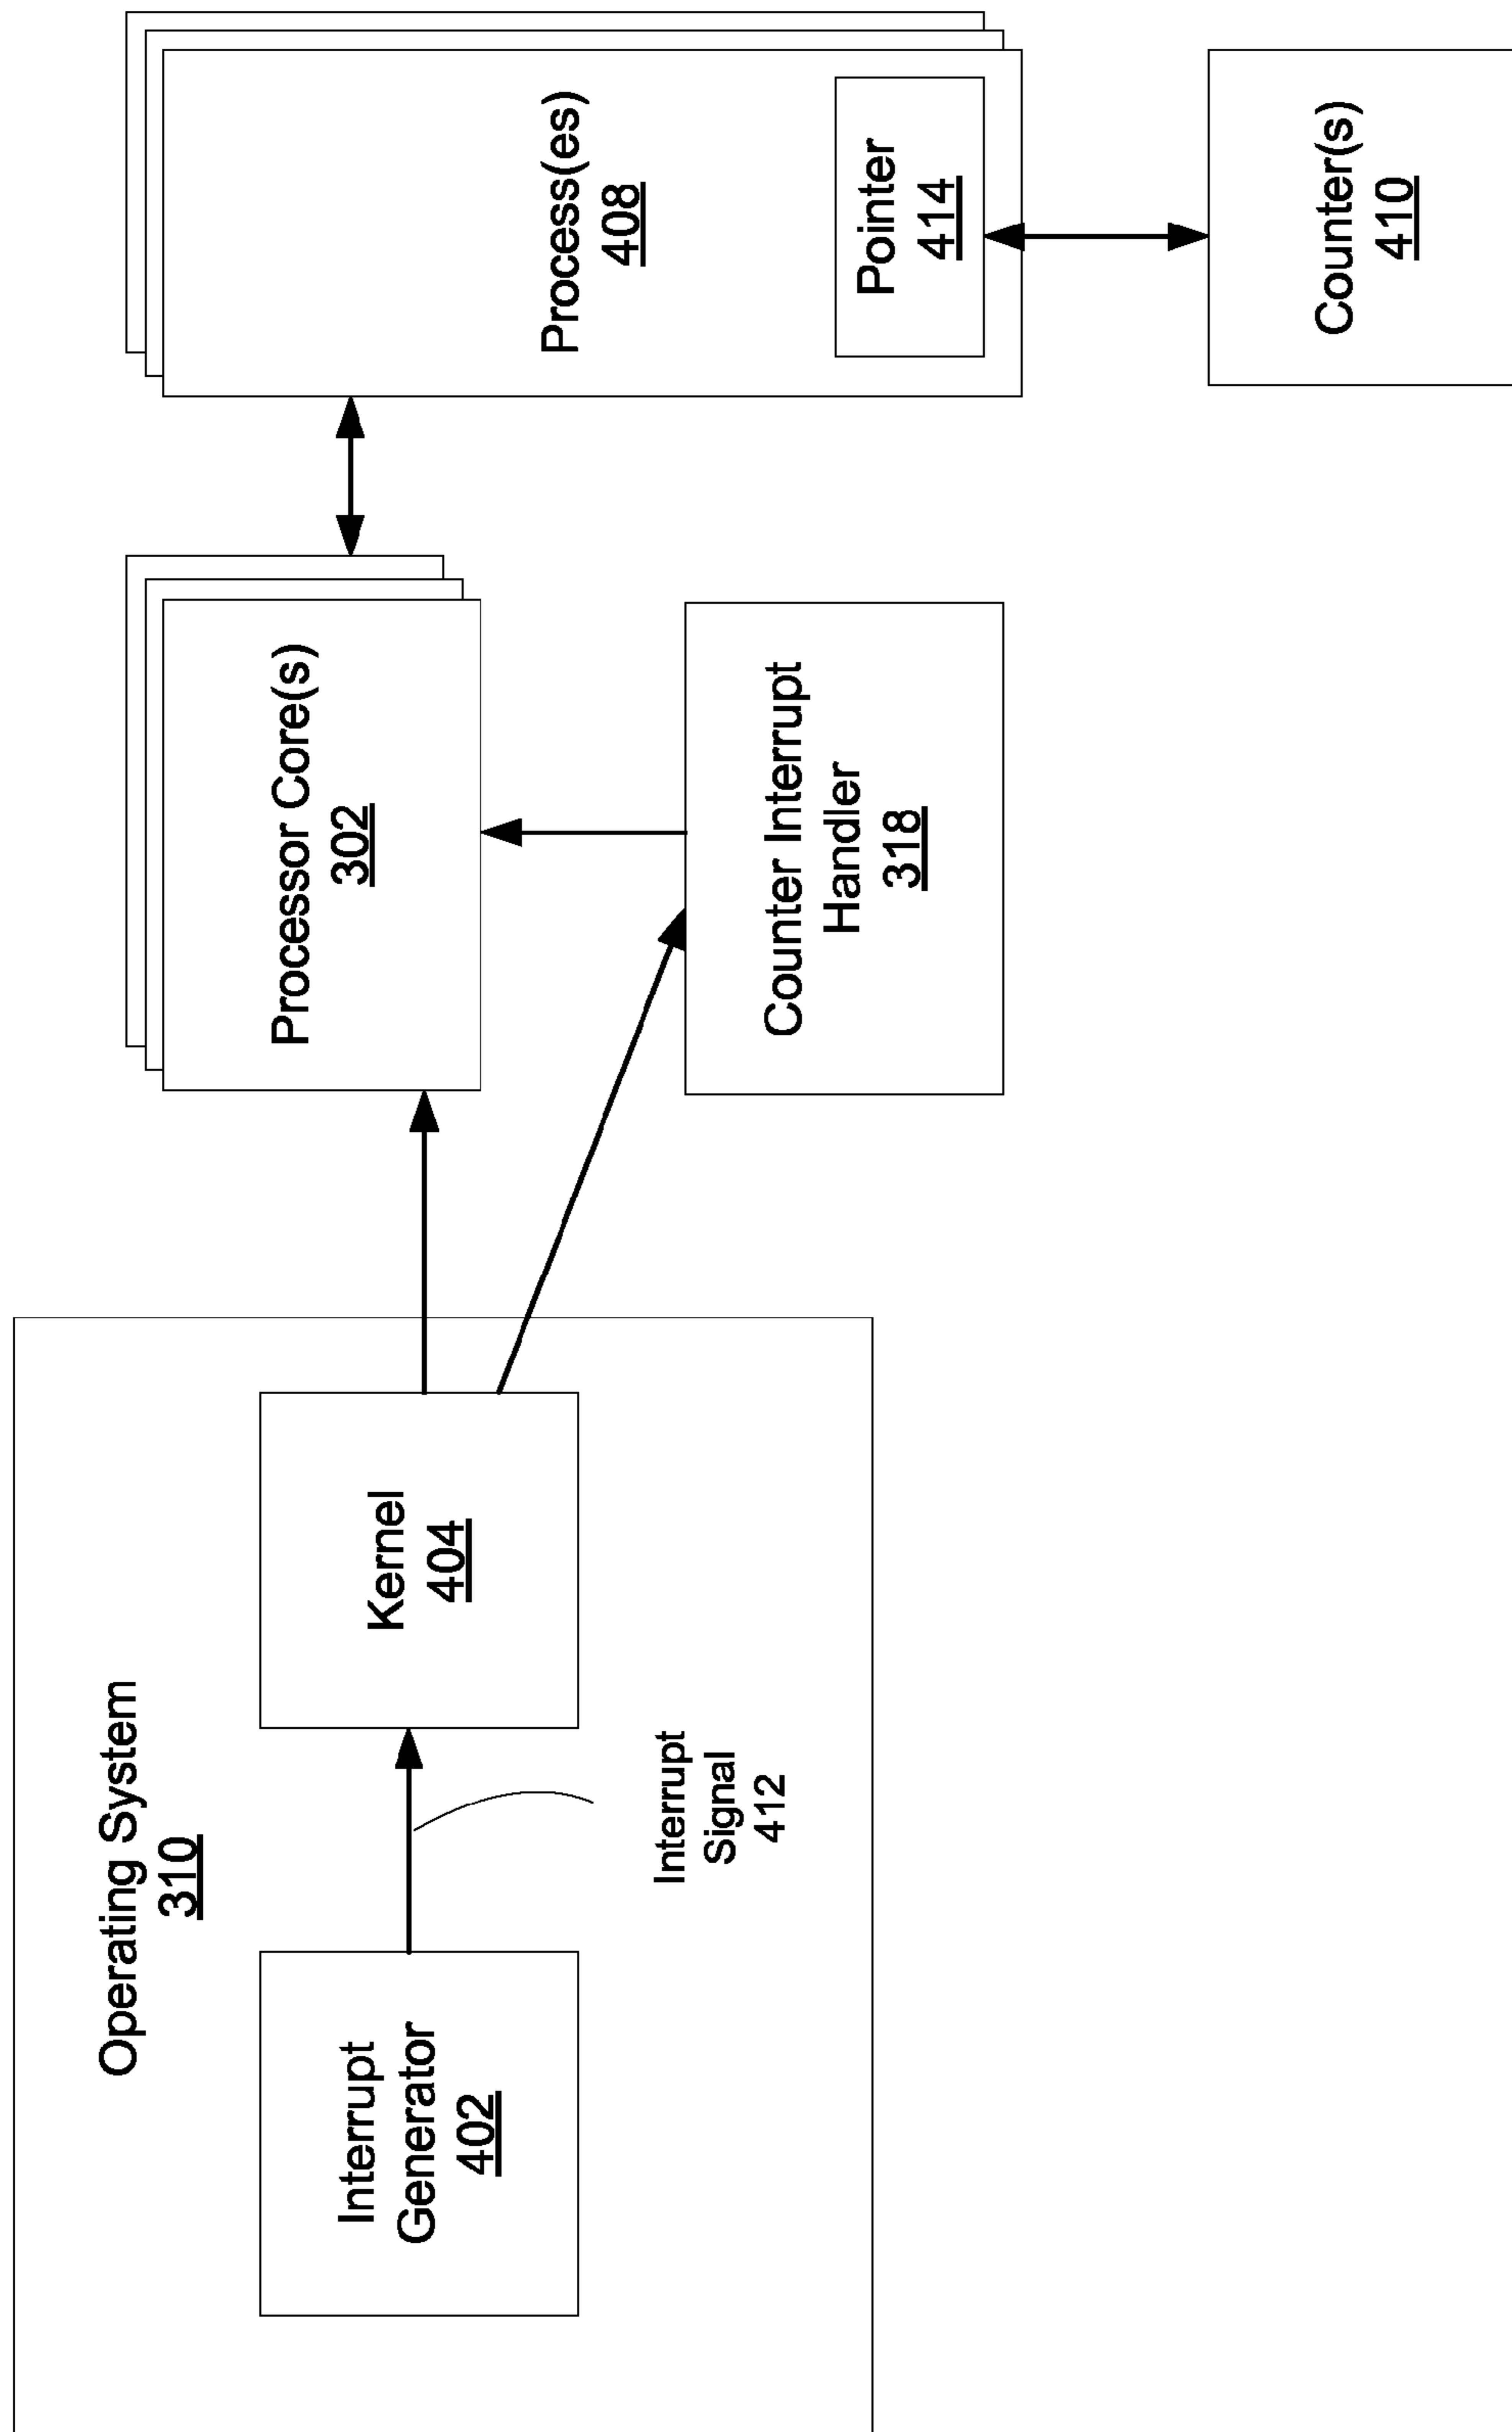 Operating System
310
Interrupt
Generator
402
Interrupt
Signal
412
Kernel
404
Processor Core(s)
302
Counter Interrupt
Handler
318
Process(es)
408
Pointer
414
Counter(s)
410